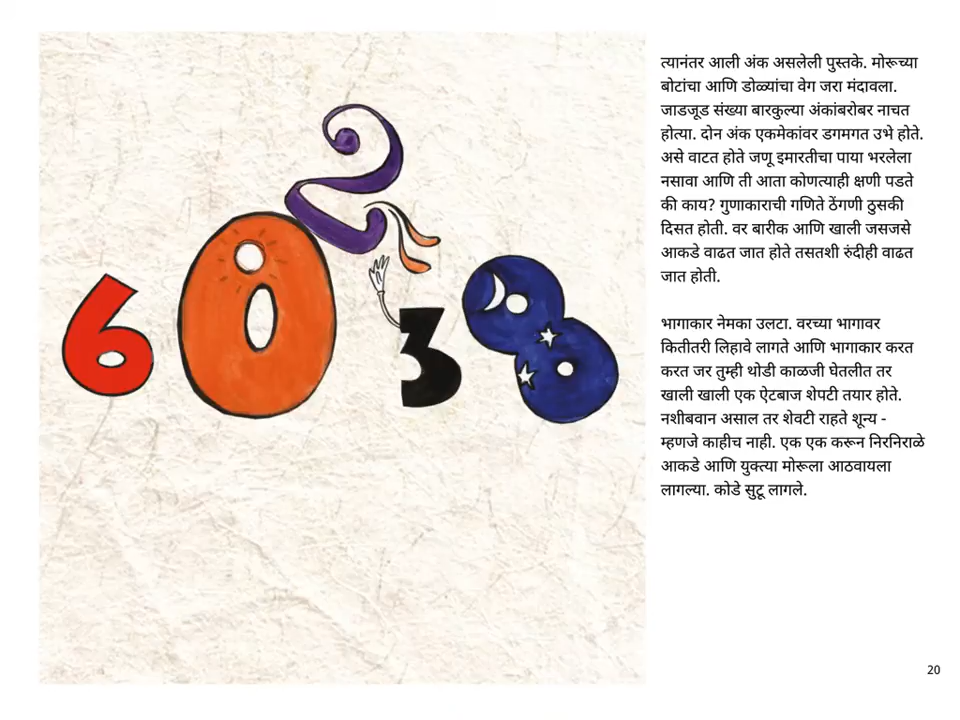 त्यानंतर आली अंक असलेली पुस्तके. मोरूच्या
बोटांचा आणि डोळ्यांचा वेग जरा मंदावला.
जाडजूड संख्या बारकुल्या अंकांबरोबर नाचत
होत्या. दोन अंक एकमेकांवर डगमगत उभे होते.
असे वाटत होते जणू इमारतीचा पाया भरलेला
नसावा आणि ती आता कोणत्याही क्षणी पडते
की काय? गुणाकाराची गणिते ठेंगणी ठुसकी
दिसत होती. वर बारीक आणि खाली जसजसे
आकडे वाढत जात होते तसतशी रुंदीही वाढत
जात होती.
भागाकार नेमका उलटा. वरच्या भागावर
कितीतरी लिहावे लागते आणि भागाकार करत
करत जर तुम्ही थोडी काळजी घेतलीत तर
खाली खाली एक ऐटबाज शेपटी तयार होते.
नशीबवान असाल तर शेवटी राहते शून्य -
म्हणजे काहीच नाही. एक एक करून निरनिराळे
आकडे आणि युक्त्या मोरूला आठवायला
लागल्या. कोडे सुटू लागले.
2
6 0 3 8
20